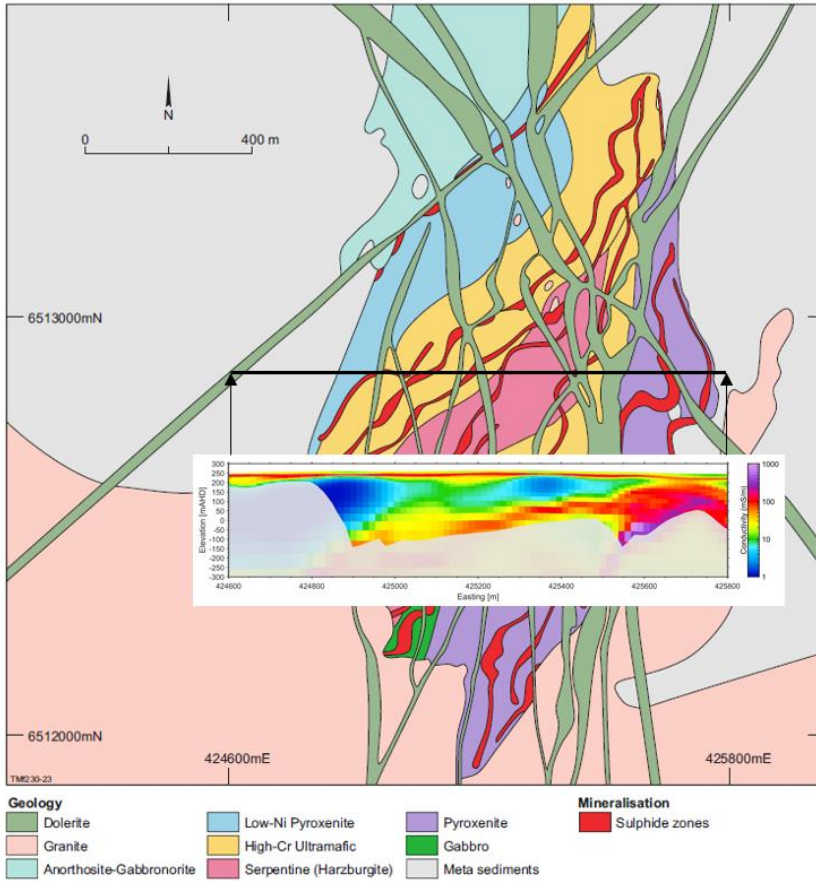 N
0 400 m
6513000mN
300
250
200
150
100
50
0
-50
-100
-150
-200
-250
-300
Elevation [mAHD]
424600 424800 425000 425200 425400 425600 425800
Easting [m]
1000
100
10
1
Conductivity [mS/m]
6512000mN
424600mE 425800mE
TMI230-23
Geology Mineralisation
Dolerite Low-Ni Pyroxenite Pyroxenite Sulphide zones
Granite High-Cr Ultramafic Gabbro
Anorthosite-Gabbronorite Serpentine (Harzburgite) Meta sediments